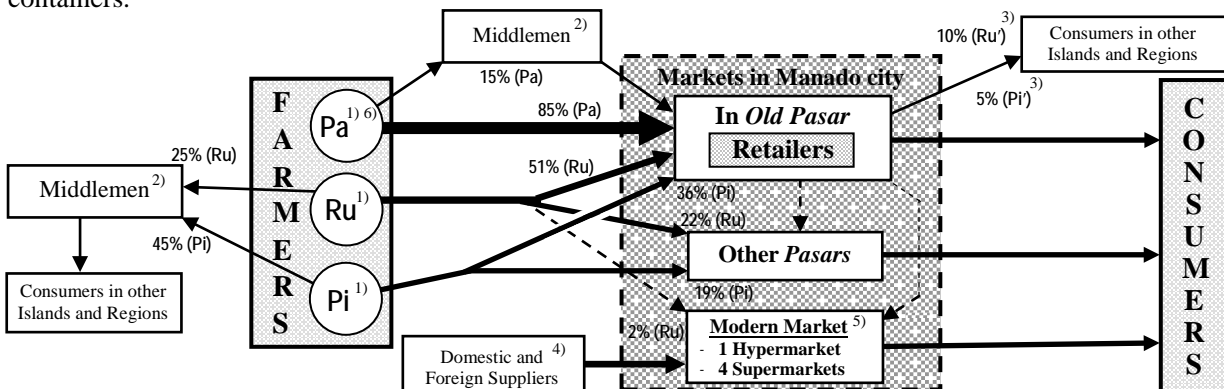 containers.
Middlemen 2)
15% (Pa)
10% (Ru') 3)
Consumers in other
Islands and Regions
5% (Pi') 3)
Markets in Manado city
FARMERS
Pa 1) 6)
85% (Pa)
In Old Pasar
Retailers
CONSUMERS
25% (Ru)
Middlemen 2)
Ru 1)
51% (Ru)
36% (Pi)
22% (Ru)
45% (Pi)
Other Pasars
Consumers in other
Islands and Regions
Pi 1)
19% (Pi)
2% (Ru)
Modern Market 5)
- 1 Hypermarket
- 4 Supermarkets
Domestic and 4)
Foreign Suppliers